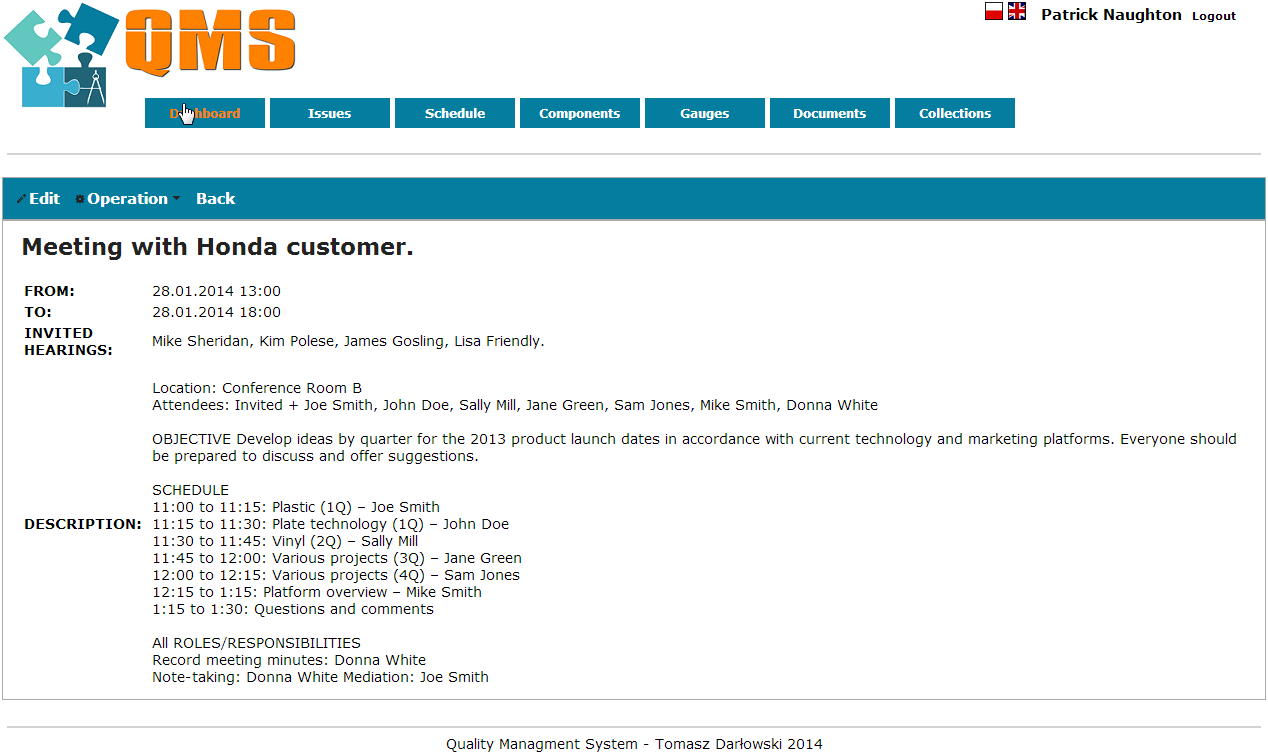 QMS
Patrick Naughton Logout
Dashboard Issues Schedule Components Gauges Documents Collections
Edit Operation Back
Meeting with Honda customer.
FROM: 28.01.2014 13:00
TO: 28.01.2014 18:00
INVITED HEARINGS: Mike Sheridan, Kim Polese, James Gosling, Lisa Friendly.
DESCRIPTION:
Location: Conference Room B
Attendees: Invited + Joe Smith, John Doe, Sally Mill, Jane Green, Sam Jones, Mike Smith, Donna White
OBJECTIVE Develop ideas by quarter for the 2013 product launch dates in accordance with current technology and marketing platforms. Everyone should
be prepared to discuss and offer suggestions.
SCHEDULE
11:00 to 11:15: Plastic (1Q) – Joe Smith
11:15 to 11:30: Plate technology (1Q) – John Doe
11:30 to 11:45: Vinyl (2Q) – Sally Mill
11:45 to 12:00: Various projects (3Q) – Jane Green
12:00 to 12:15: Various projects (4Q) – Sam Jones
12:15 to 1:15: Platform overview – Mike Smith
1:15 to 1:30: Questions and comments
All ROLES/RESPONSIBILITIES
Record meeting minutes: Donna White
Note-taking: Donna White Mediation: Joe Smith
Quality Managment System - Tomasz Darłowski 2014